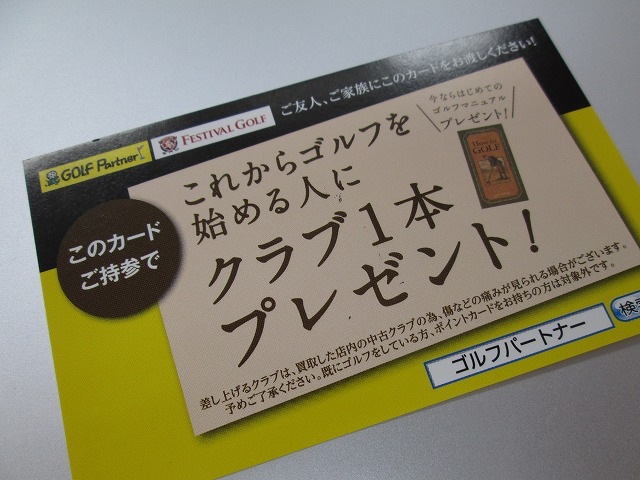 ご友人、ご家族にこのカードをお渡しください!
GOLF Partner
FESTIVAL GOLF
今ならはじめての
ゴルフマニュアル
プレゼント!
How to
GOLF
このカード
ご持参で
これからゴルフを
始める人に
クラブ1本
プレゼント!
差し上げるクラブは、買取した店内の中古クラブの為、傷などの痛みが見られる場合がございます。
予めご了承ください。既にゴルフをしている方、ポイントカードをお持ちの方は対象外です。
ゴルフパートナー
検索